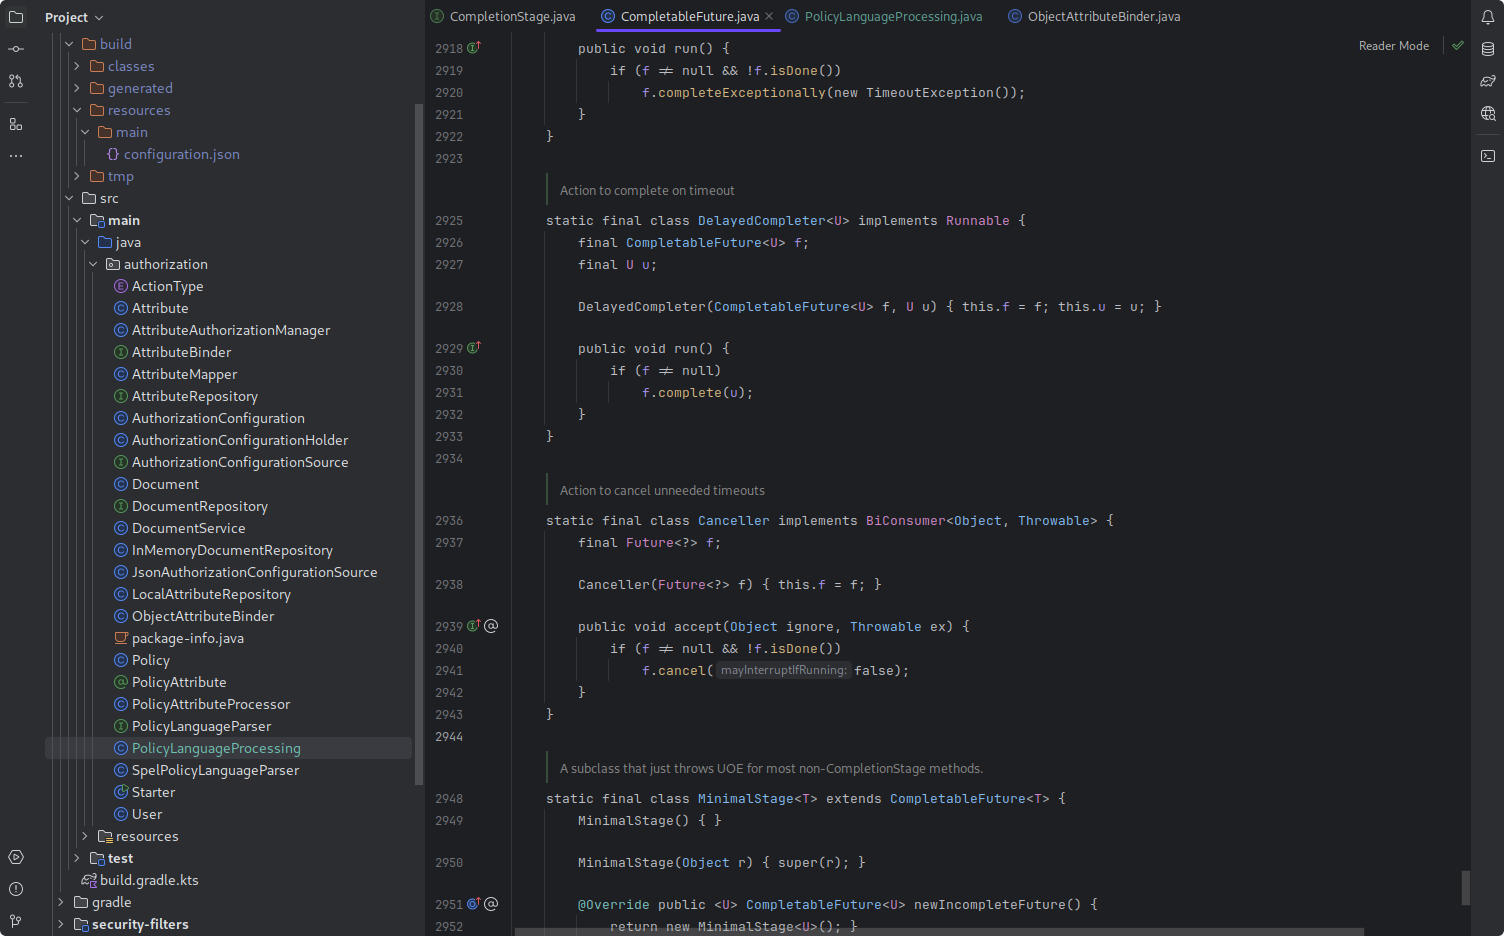 Project
CompletionStage.java
CompletableFuture.java
PolicyLanguageProcessing.java
ObjectAttributeBinder.java
build
classes
generated
resources
main
configuration.json
tmp
src
main
java
authorization
ActionType
Attribute
AttributeAuthorizationManager
AttributeBinder
AttributeMapper
AttributeRepository
AuthorizationConfiguration
AuthorizationConfigurationHolder
AuthorizationConfigurationSource
Document
DocumentRepository
DocumentService
InMemoryDocumentRepository
JsonAuthorizationConfigurationSource
LocalAttributeRepository
ObjectAttributeBinder
package-info.java
Policy
PolicyAttribute
PolicyAttributeProcessor
PolicyLanguageParser
PolicyLanguageProcessing
SpelPolicyLanguageParser
Starter
User
resources
test
build.gradle.kts
gradle
security-filters
Reader Mode
2918 public void run() {
2919 if (f != null && !f.isDone())
2920 f.completeExceptionally(new TimeoutException());
2921 }
2922 }
2923
Action to complete on timeout
2925 static final class DelayedCompleter<U> implements Runnable {
2926 final CompletableFuture<U> f;
2927 final U u;
2928 DelayedCompleter(CompletableFuture<U> f, U u) { this.f = f; this.u = u; }
2929 public void run() {
2930 if (f != null)
2931 f.complete(u);
2932 }
2933 }
2934
Action to cancel unneeded timeouts
2936 static final class Canceller implements BiConsumer<Object, Throwable> {
2937 final Future<?> f;
2938 Canceller(Future<?> f) { this.f = f; }
2939 public void accept(Object ignore, Throwable ex) {
2940 if (f != null && !f.isDone())
2941 f.cancel( mayInterruptIfRunning: false);
2942 }
2943 }
2944
A subclass that just throws UOE for most non-CompletionStage methods.
2948 static final class MinimalStage<T> extends CompletableFuture<T> {
2949 MinimalStage() { }
2950 MinimalStage(Object r) { super(r); }
2951 @Override public <U> CompletableFuture<U> newIncompleteFuture() {
2952 return new MinimalStage<U>(); }